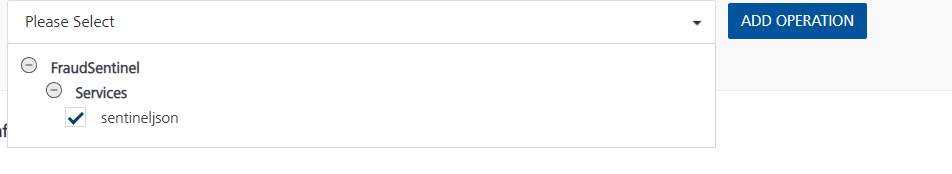 Please Select
ADD OPERATION
FraudSentinel
Services
sentineljson